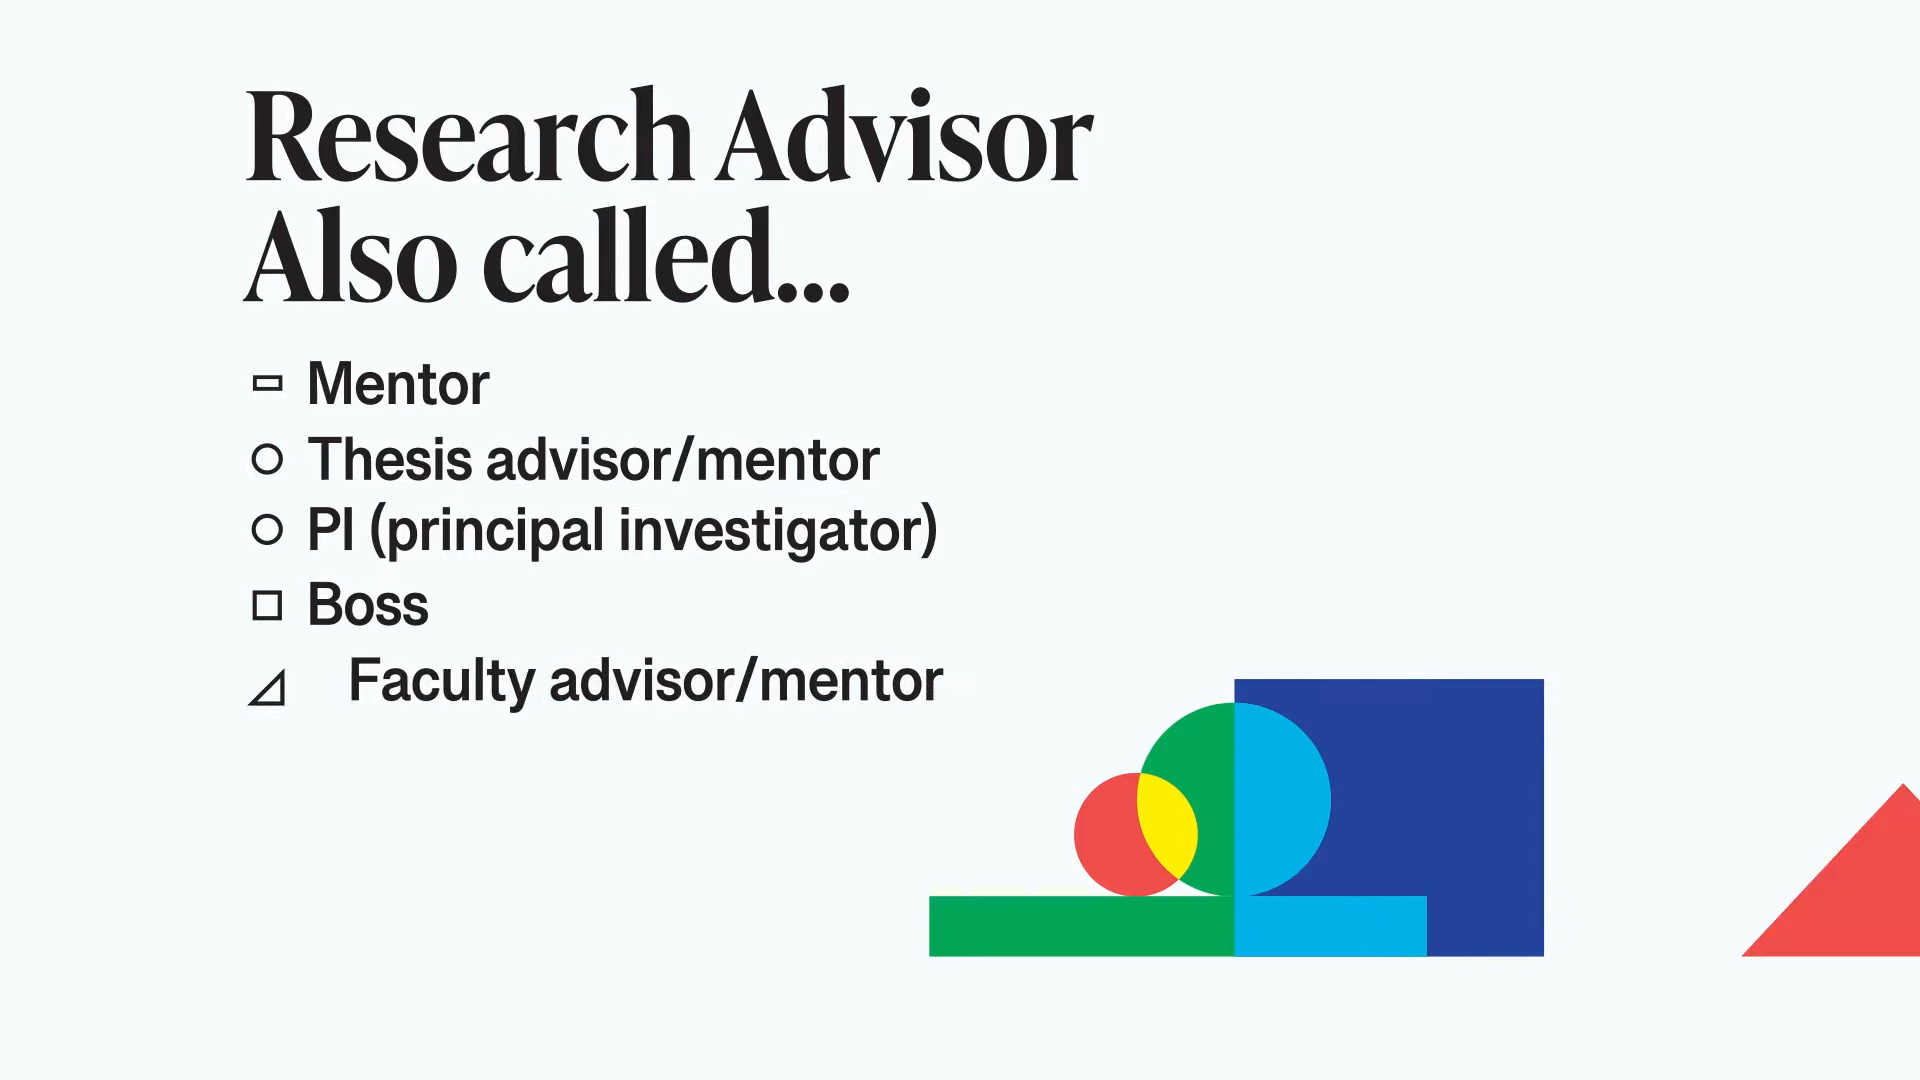 Research Advisor
Also called...
Mentor
Thesis advisor/mentor
PI (principal investigator)
Boss
Faculty advisor/mentor